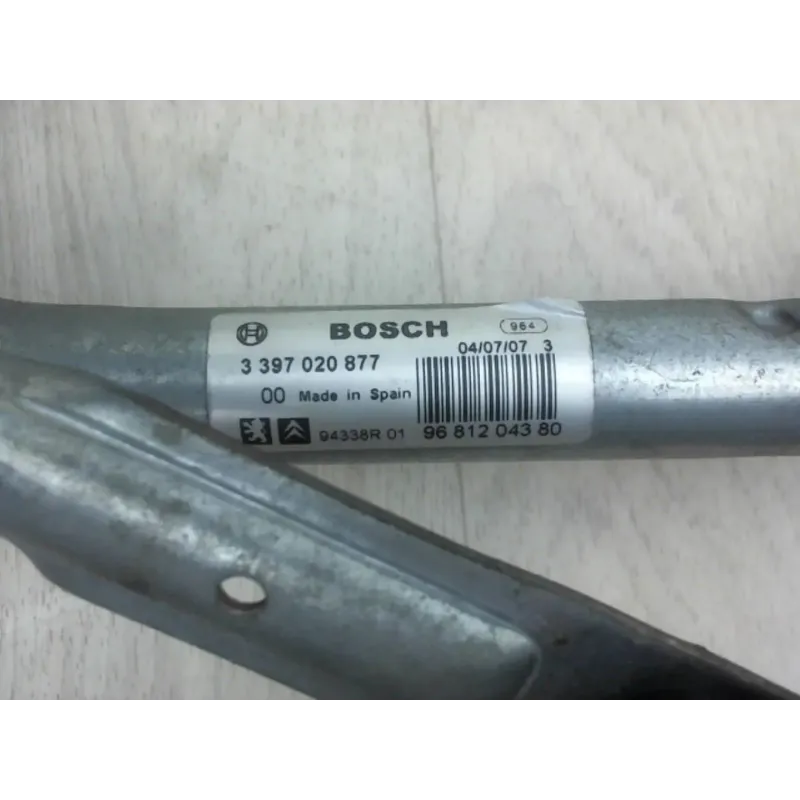 BOSCH 964
04/07/07 3
3 397 020 877
00 Made in Spain
94338R 01 96 812 043 80